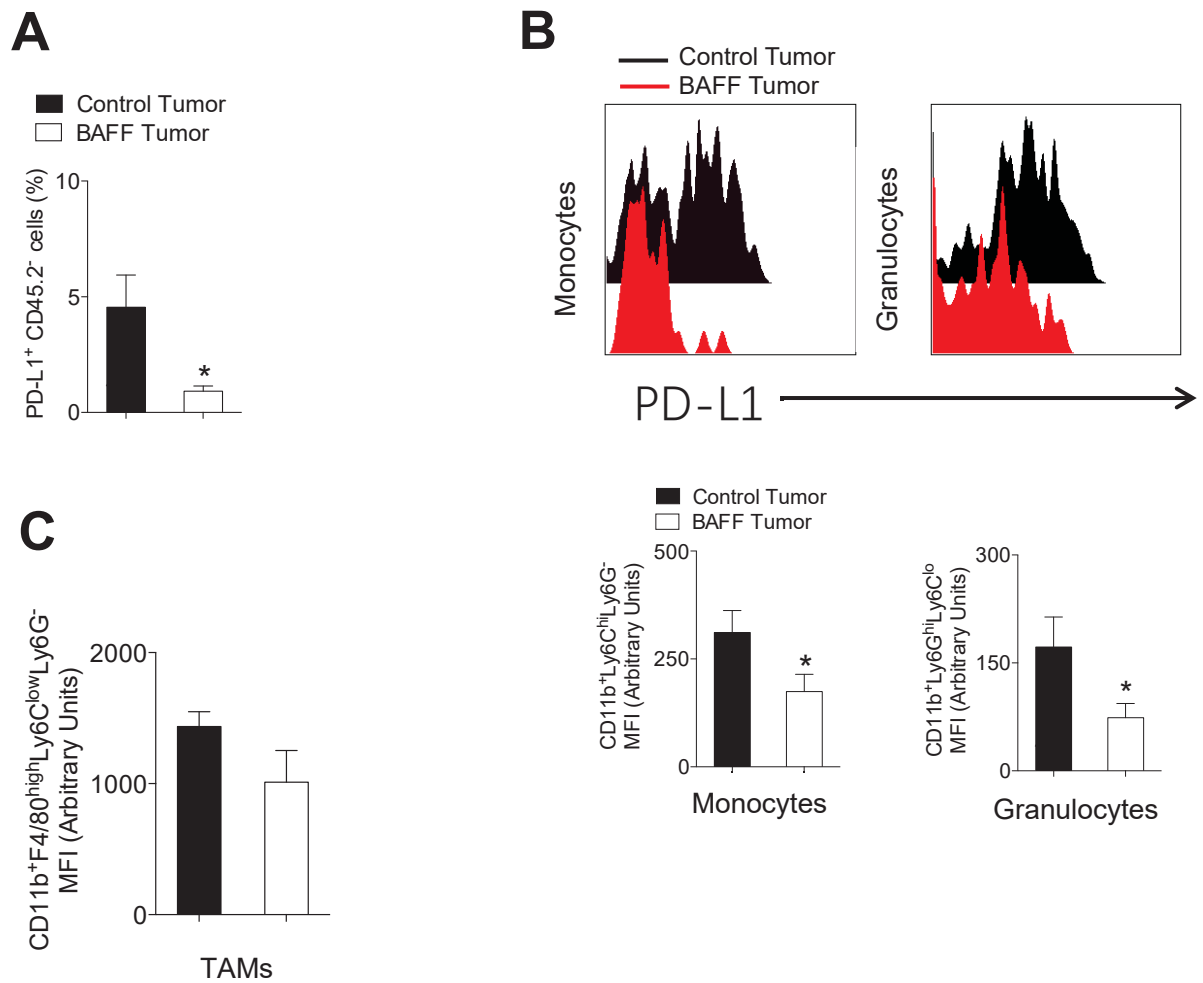 A
Control Tumor
BAFF Tumor
PD-L1⁺ CD45.2⁻ cells (%)
10
5
0
*
B
Control Tumor
BAFF Tumor
Monocytes
Granulocytes
PD-L1
Control Tumor
BAFF Tumor
CD11b⁺Ly6CʰⁱLy6G⁻
MFI (Arbitrary Units)
500
250
0
*
Monocytes
CD11b⁺Ly6GʰⁱLy6Cˡᵒ
MFI (Arbitrary Units)
300
150
0
*
Granulocytes
C
CD11b⁺F4/80ʰⁱᵍʰLy6CˡᵒʷLy6G⁻
MFI (Arbitrary Units)
2000
1000
0
TAMs